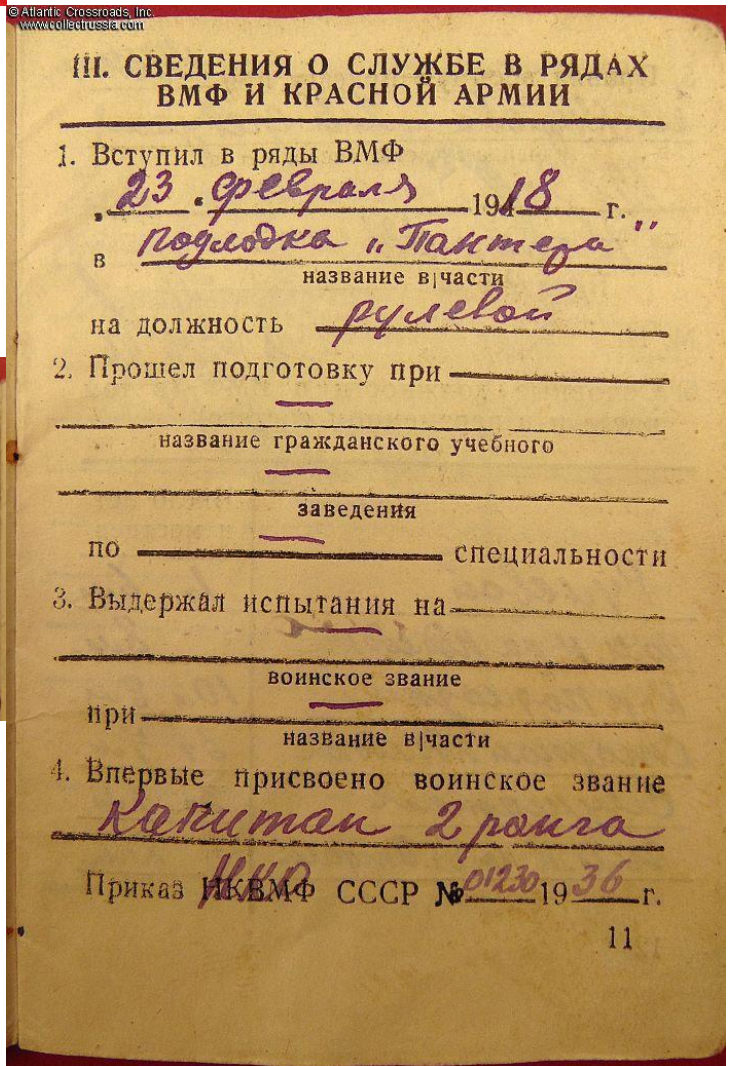 © Atlantic Crossroads, Inc.
www.collectrussia.com
III. СВЕДЕНИЯ О СЛУЖБЕ В РЯДАХ
ВМФ И КРАСНОЙ АРМИИ
1. Вступил в ряды ВМФ
„23" февраля 1918 г.
в подлодка „Пантера"
название в|части
на должность рулевой
2. Прошел подготовку при —
название гражданского учебного
—
заведения
по — специальности
3. Выдержал испытания на
—
воинское звание
при —
название в|части
4. Впервые присвоено воинское звание
Капитан 2 ранга
Приказ НКВМФ СССР № 01230 1936 г.
11